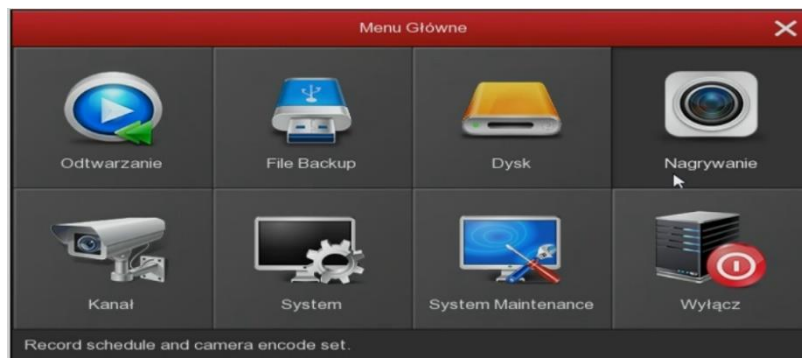 Menu Główne
Odtwarzanie
File Backup
Dysk
Nagrywanie
Kanał
System
System Maintenance
Wyłącz
Record schedule and camera encode set.